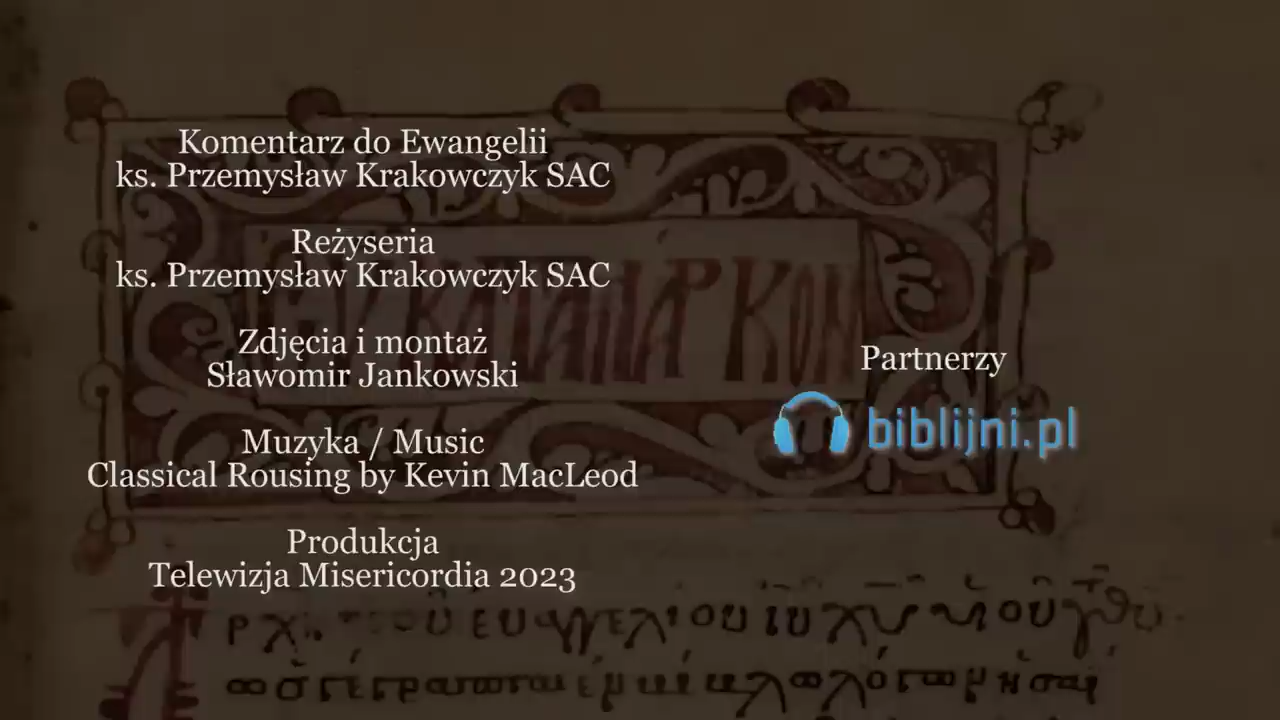 Komentarz do Ewangelii
ks. Przemysław Krakowczyk SAC
Reżyseria
ks. Przemysław Krakowczyk SAC
Zdjęcia i montaż
Sławomir Jankowski
Muzyka / Music
Classical Rousing by Kevin MacLeod
Produkcja
Telewizja Misericordia 2023
Partnerzy
biblijni.pl